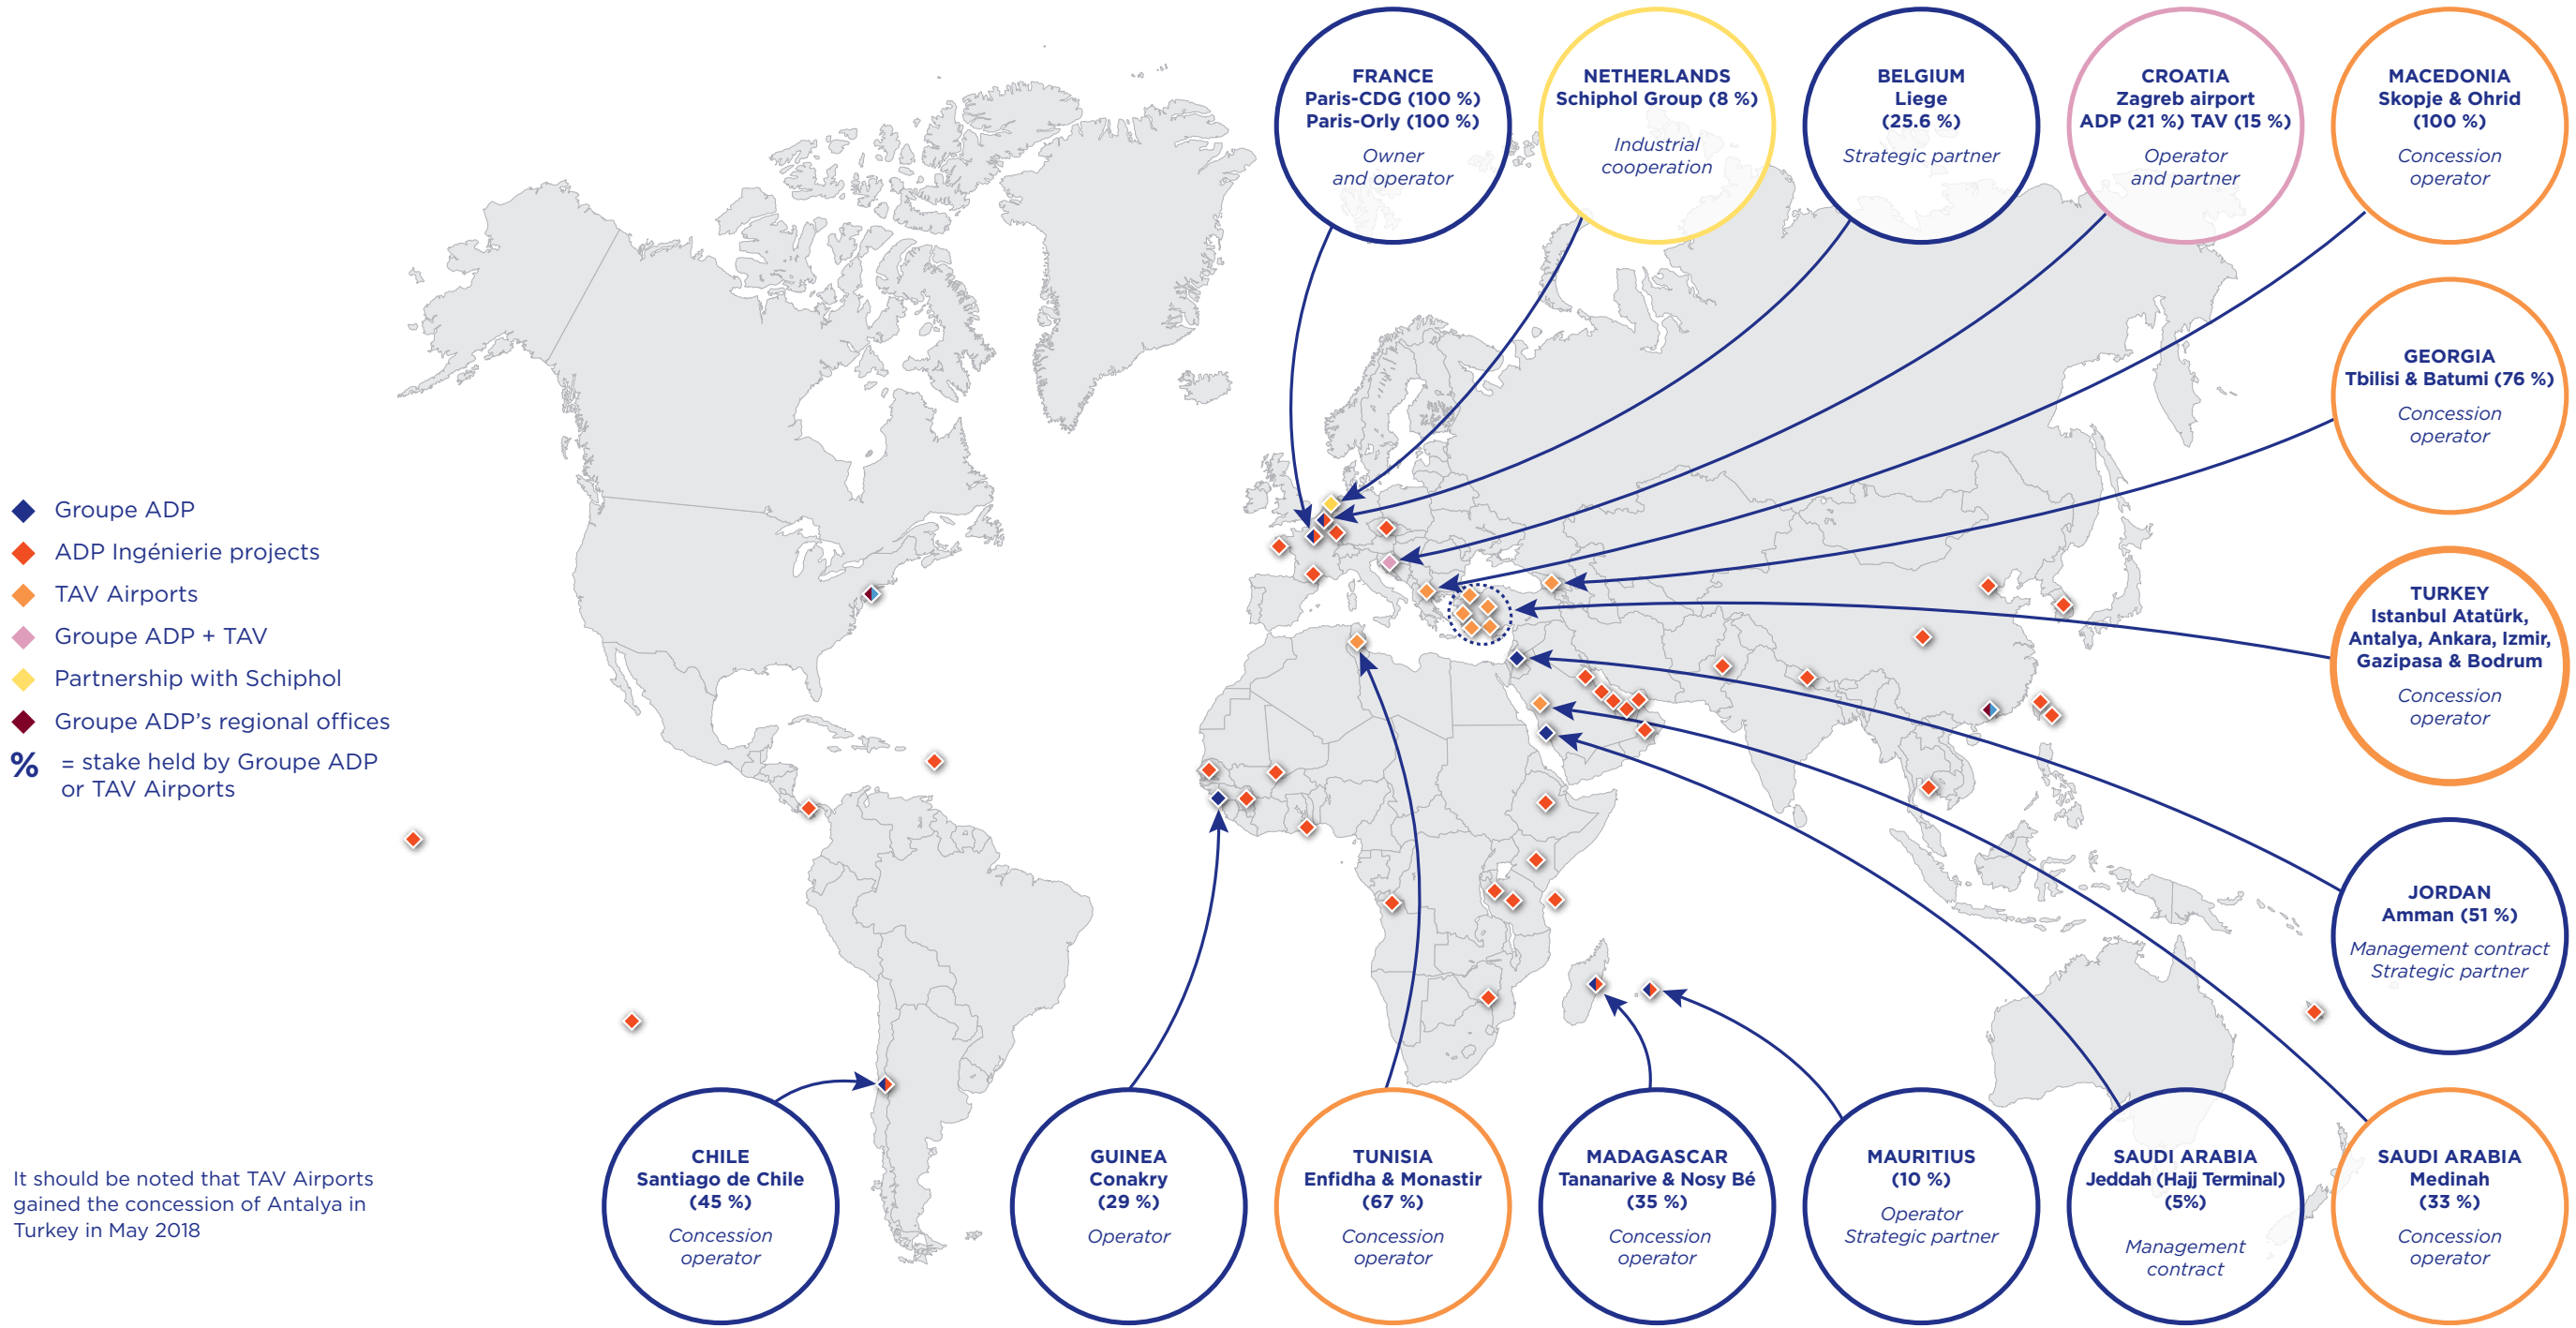 FRANCE
Paris-CDG (100 %)
Paris-Orly (100 %)
Owner
and operator
NETHERLANDS
Schiphol Group (8 %)
Industrial
cooperation
BELGIUM
Liege
(25.6 %)
Strategic partner
CROATIA
Zagreb airport
ADP (21 %) TAV (15 %)
Operator
and partner
MACEDONIA
Skopje & Ohrid
(100 %)
Concession
operator
GEORGIA
Tbilisi & Batumi (76 %)
Concession
operator
TURKEY
Istanbul Atatürk,
Antalya, Ankara, Izmir,
Gazipasa & Bodrum
Concession
operator
JORDAN
Amman (51 %)
Management contract
Strategic partner
Groupe ADP
ADP Ingénierie projects
TAV Airports
Groupe ADP + TAV
Partnership with Schiphol
Groupe ADP's regional offices
% = stake held by Groupe ADP
or TAV Airports
It should be noted that TAV Airports
gained the concession of Antalya in
Turkey in May 2018
CHILE
Santiago de Chile
(45 %)
Concession
operator
GUINEA
Conakry
(29 %)
Operator
TUNISIA
Enfidha & Monastir
(67 %)
Concession
operator
MADAGASCAR
Tananarive & Nosy Bé
(35 %)
Concession
operator
MAURITIUS
(10 %)
Operator
Strategic partner
SAUDI ARABIA
Jeddah (Hajj Terminal)
(5%)
Management
contract
SAUDI ARABIA
Medinah
(33 %)
Concession
operator